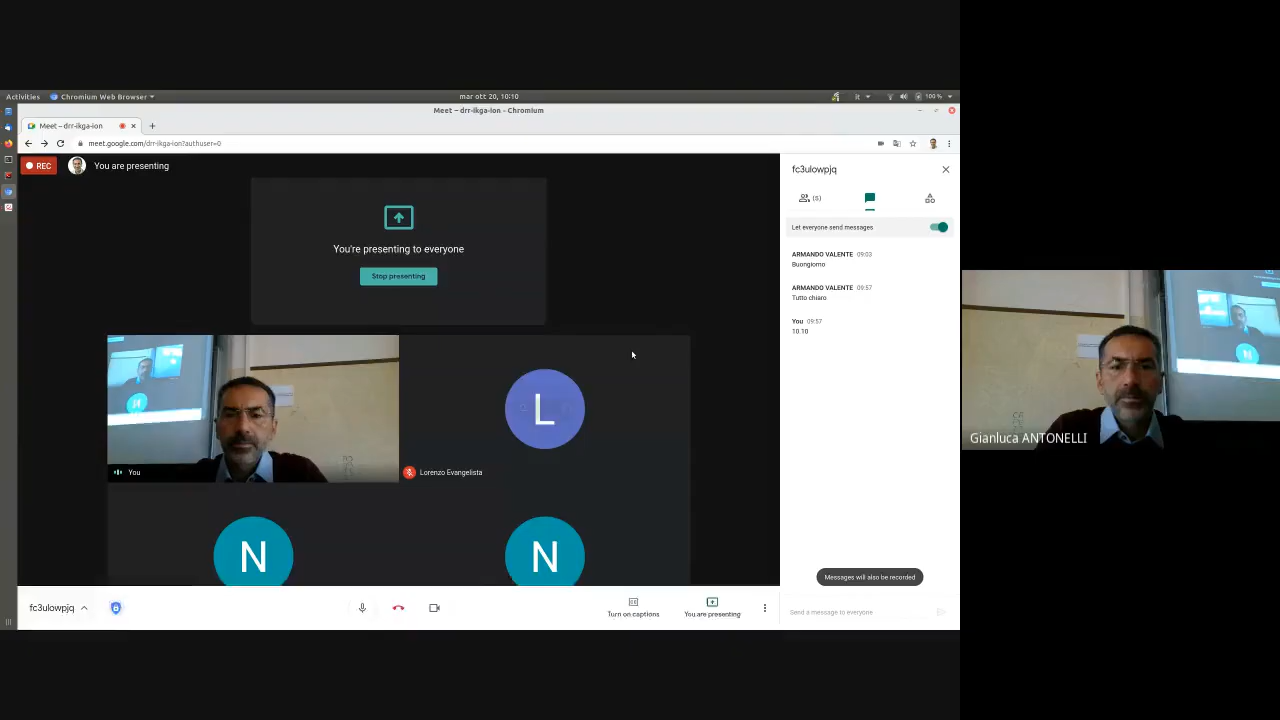 Activities Chromium Web Browser mar ott 20, 10:10 it 100 %
Meet – drr-ikga-ion - Chromium
Meet – drr-ikga-ion
meet.google.com/drr-ikga-ion?authuser=0
REC You are presenting
You're presenting to everyone
Stop presenting
You
L
Lorenzo Evangelista
N
N
fc3ulowpjq
Turn on captions
You are presenting
fc3ulowpjq
(5)
Let everyone send messages
ARMANDO VALENTE 09:03
Buongiorno
ARMANDO VALENTE 09:57
Tutto chiaro
You 09:57
10.10
Messages will also be recorded
Send a message to everyone
Gianluca ANTONELLI